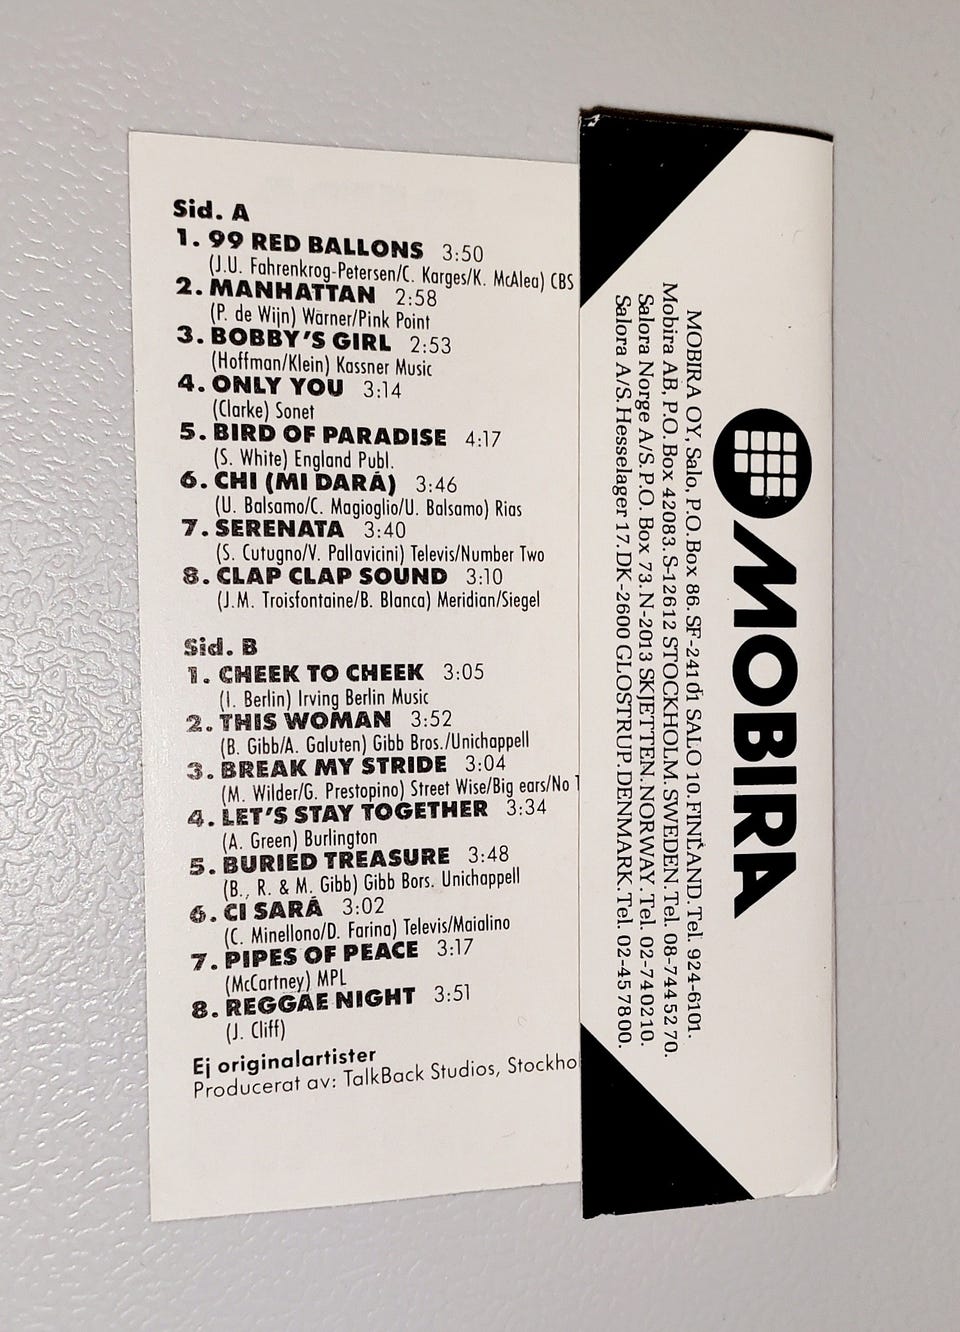 Sid. A
1. 99 RED BALLONS 3:50
(J.U. Fahrenkrog-Petersen/C. Karges/K. McAlea) CBS
2. MANHATTAN 2:58
(P. de Wijn) Warner/Pink Point
3. BOBBY'S GIRL 2:53
(Hoffman/Klein) Kassner Music
4. ONLY YOU 3:14
(Clarke) Sonet
5. BIRD OF PARADISE 4:17
(S. White) England Publ.
6. CHI (MI DARÁ) 3:46
(U. Balsamo/C. Magioglio/U. Balsamo) Rias
7. SERENATA 3:40
(S. Cutugno/V. Pallavicini) Televis/Number Two
8. CLAP CLAP SOUND 3:10
(J.M. Troisfontaine/B. Blanca) Meridian/Siegel
Sid. B
1. CHEEK TO CHEEK 3:05
(I. Berlin) Irving Berlin Music
2. THIS WOMAN 3:52
(B. Gibb/A. Galuten) Gibb Bros./Unichappell
3. BREAK MY STRIDE 3:04
(M. Wilder/G. Prestopino) Street Wise/Big ears/No
4. LET'S STAY TOGETHER 3:34
(A. Green) Burlington
5. BURIED TREASURE 3:48
(B., R. & M. Gibb) Gibb Bors. Unichappell
6. CI SARÁ 3:02
(C. Minellono/D. Farina) Televis/Maialino
7. PIPES OF PEACE 3:17
(McCartney) MPL
8. REGGAE NIGHT 3:51
(J. Cliff)
Ej originalartister
Producerat av: TalkBack Studios, Stockho
MOBIRA
MOBIRA OY, Salo, P.O. Box 86. SF-241 01 SALO 10. FINLAND. Tel. 924-6101.
Mobira AB, P.O. Box 42083. S-12612 STOCKHOLM. SWEDEN. Tel. 08-744 52 70.
Salora Norge A/S. P.O. Box 73. N-2013 SKJETTEN. NORWAY. Tel. 02-740210.
Salora A/S. Hesselager 17. DK-2600 GLOSTRUP. DENMARK. Tel. 02-45 7800.